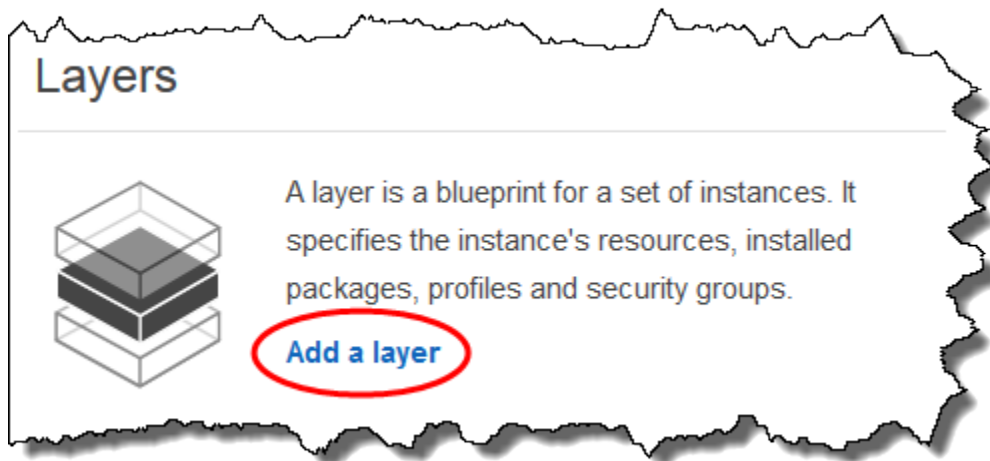 Layers
A layer is a blueprint for a set of instances. It
specifies the instance's resources, installed
packages, profiles and security groups.
Add a layer